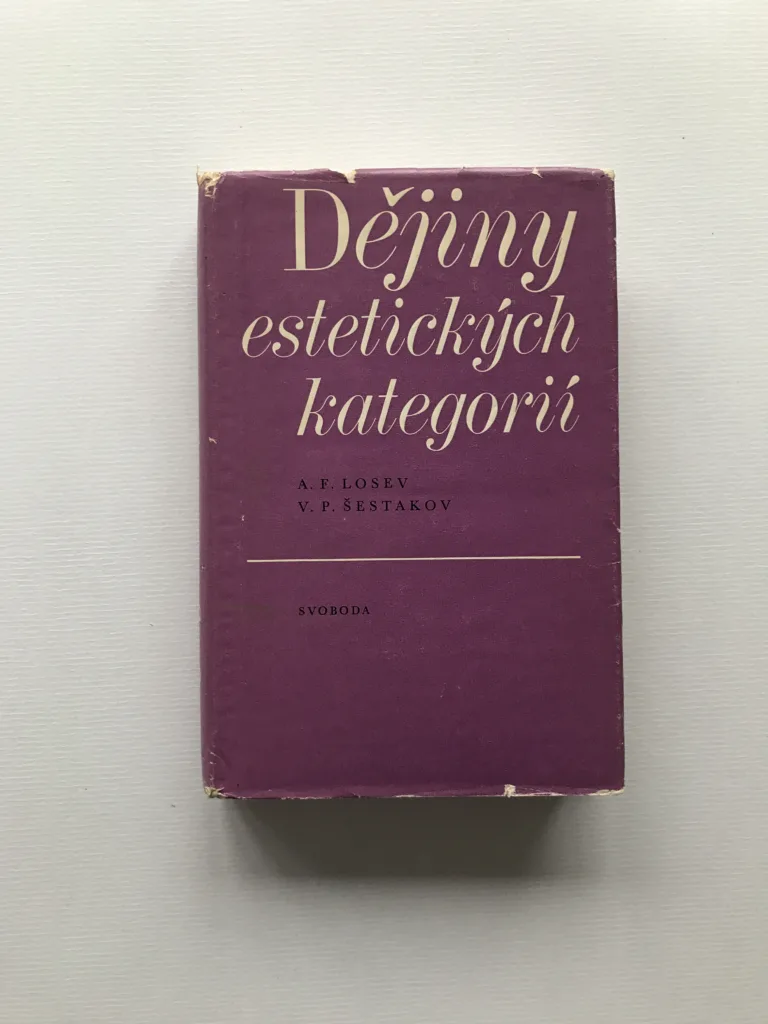 Dějiny
estetických
kategorií
A. F. LOSEV
V. P. ŠESTAKOV
SVOBODA